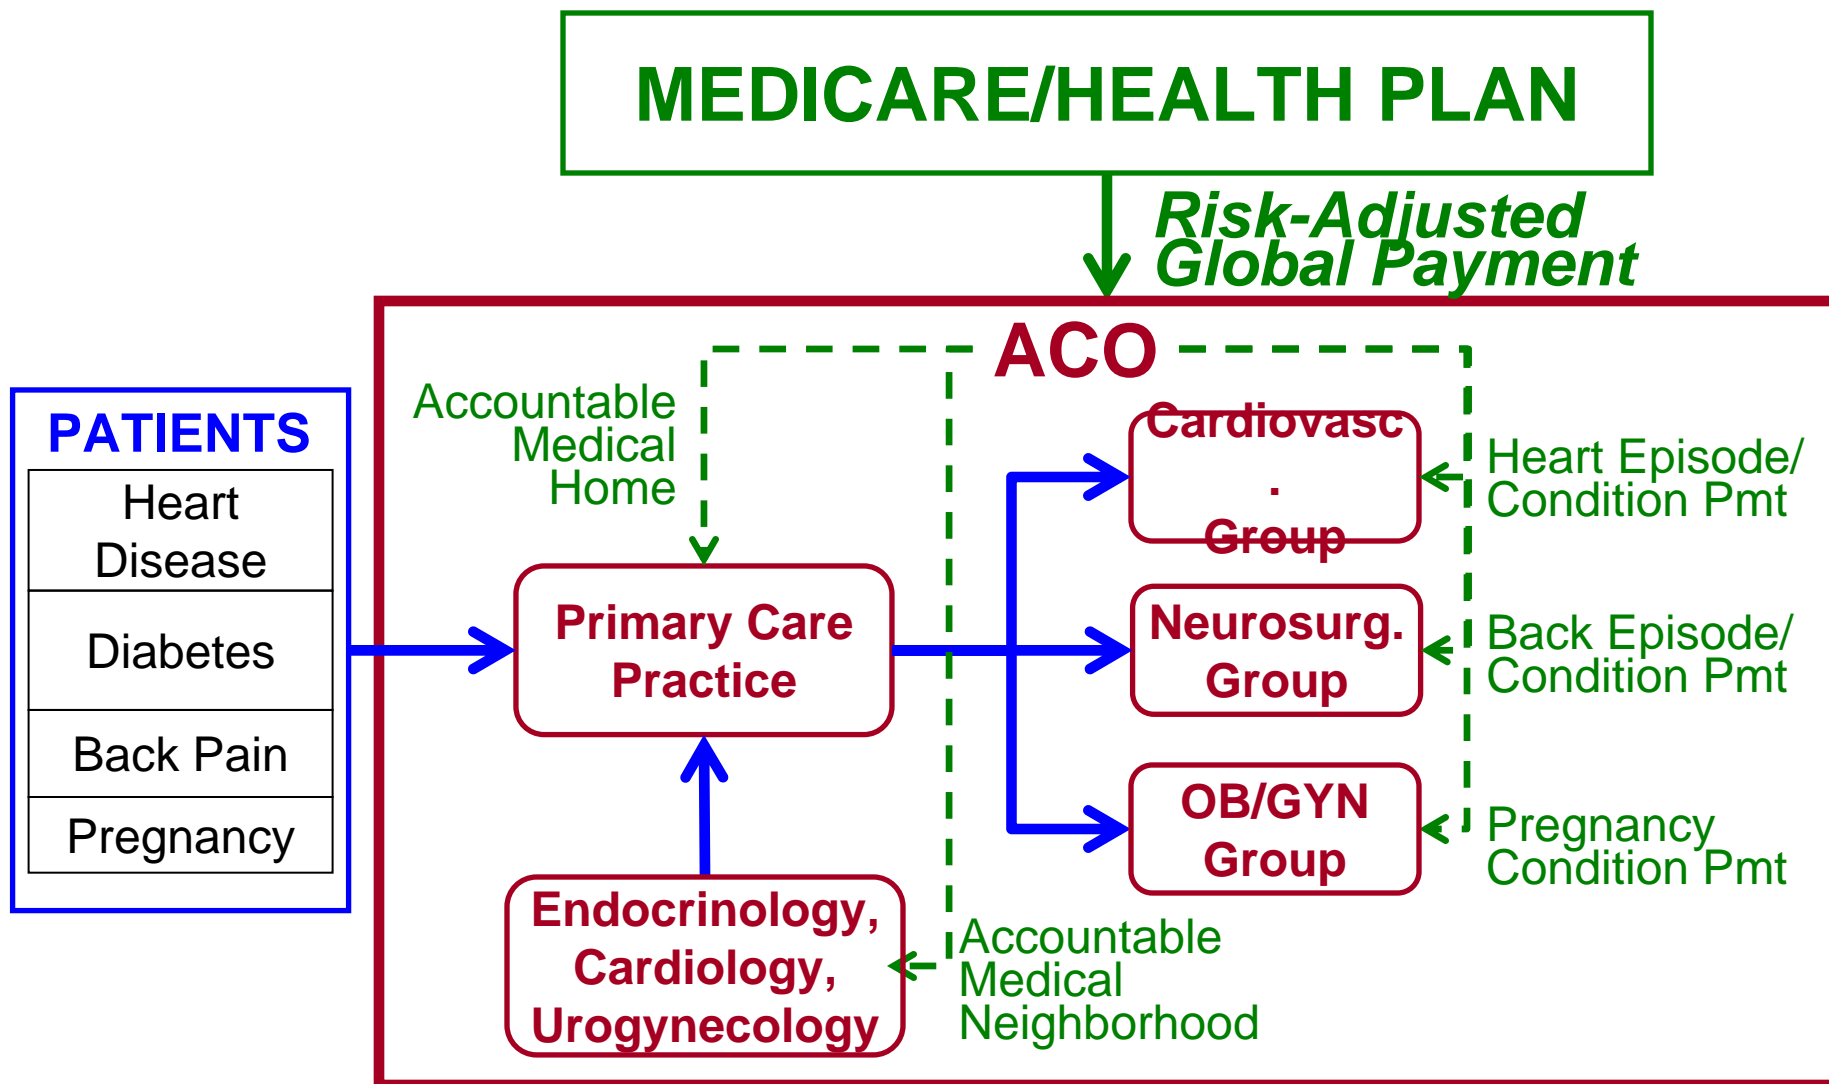 MEDICARE/HEALTH PLAN
Risk-Adjusted
Global Payment
ACO
PATIENTS
Heart
Disease
Diabetes
Back Pain
Pregnancy
Accountable
Medical
Home
Primary Care
Practice
Endocrinology,
Cardiology,
Urogynecology
Accountable
Medical
Neighborhood
Cardiovasc
.
Group
Heart Episode/
Condition Pmt
Neurosurg.
Group
Back Episode/
Condition Pmt
OB/GYN
Group
Pregnancy
Condition Pmt